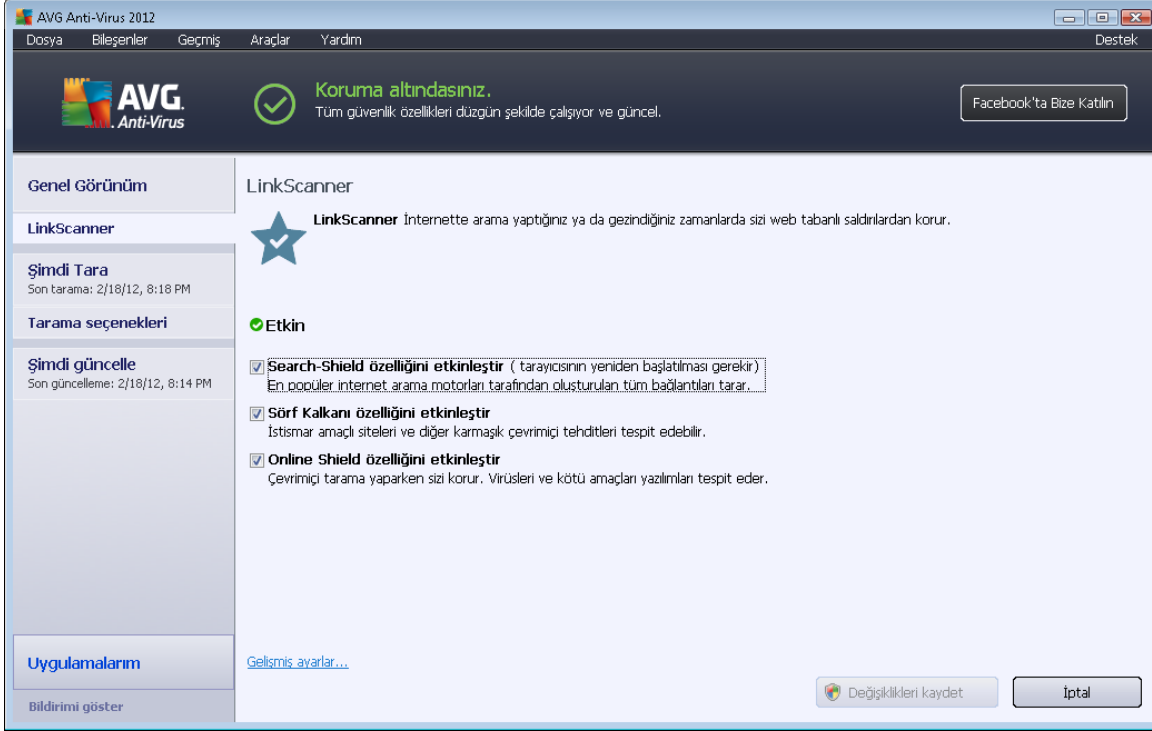 AVG Anti-Virus 2012
Dosya Bileşenler Geçmiş Araçlar Yardım Destek
AVG.
Anti-Virus
Koruma altındasınız.
Tüm güvenlik özellikleri düzgün şekilde çalışıyor ve güncel.
Facebook'ta Bize Katılın
Genel Görünüm
LinkScanner
Şimdi Tara
Son tarama: 2/18/12, 8:18 PM
Tarama seçenekleri
Şimdi güncelle
Son güncelleme: 2/18/12, 8:14 PM
Uygulamalarım
Bildirimi göster
LinkScanner
LinkScanner İnternette arama yaptığınız ya da gezindiğiniz zamanlarda sizi web tabanlı saldırılardan korur.
Etkin
Search-Shield özelliğini etkinleştir ( tarayıcısının yeniden başlatılması gerekir)
En popüler internet arama motorları tarafından oluşturulan tüm bağlantıları tarar.
Sörf Kalkanı özelliğini etkinleştir
İstismar amaçlı siteleri ve diğer karmaşık çevrimiçi tehditleri tespit edebilir.
Online Shield özelliğini etkinleştir
Çevrimiçi tarama yaparken sizi korur. Virüsleri ve kötü amaçları yazılımları tespit eder.
Gelişmiş ayarlar...
Değişiklikleri kaydet
İptal